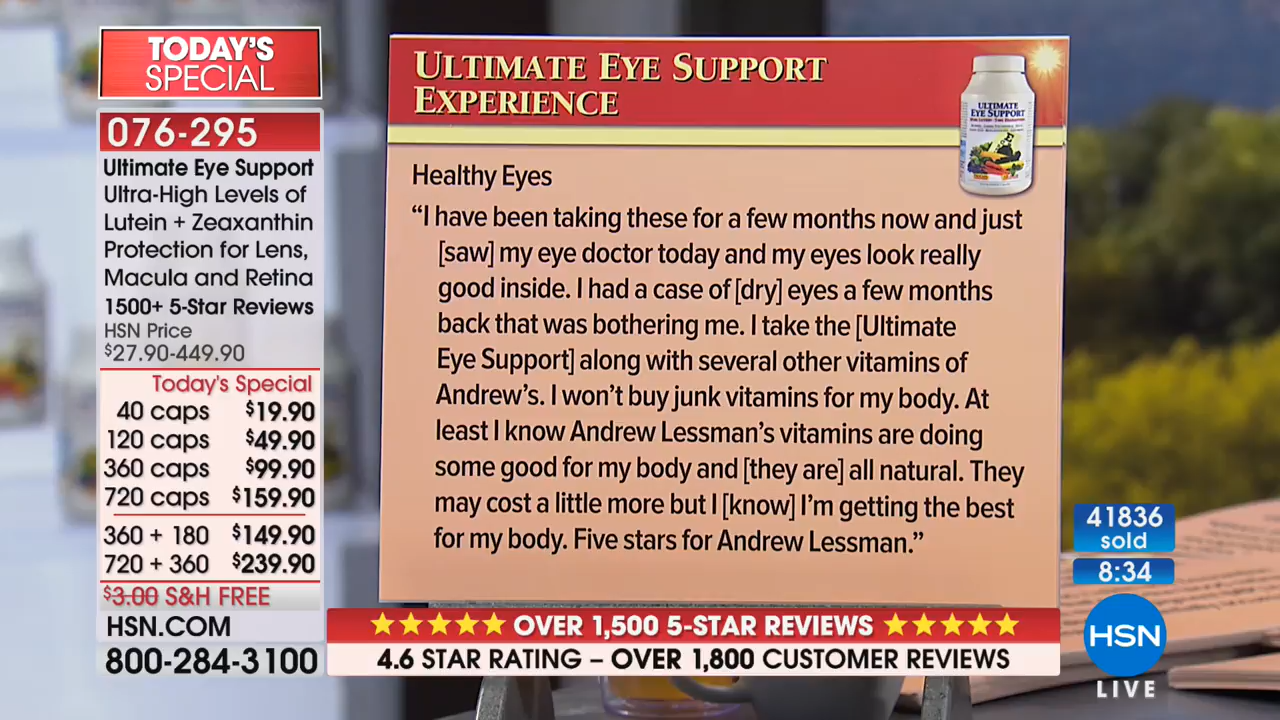 TODAY'S
SPECIAL
076-295
Ultimate Eye Support
Ultra-High Levels of
Lutein + Zeaxanthin
Protection for Lens,
Macula and Retina
1500+ 5-Star Reviews
HSN Price
$27.90-449.90
Today's Special
40 caps $19.90
120 caps $49.90
360 caps $99.90
720 caps $159.90
360 + 180 $149.90
720 + 360 $239.90
$3.00 S&H FREE
HSN.COM
800-284-3100
ULTIMATE EYE SUPPORT
EXPERIENCE
ULTIMATE
EYE SUPPORT
Healthy Eyes
“I have been taking these for a few months now and just
[saw] my eye doctor today and my eyes look really
good inside. I had a case of [dry] eyes a few months
back that was bothering me. I take the [Ultimate
Eye Support] along with several other vitamins of
Andrew’s. I won’t buy junk vitamins for my body. At
least I know Andrew Lessman’s vitamins are doing
some good for my body and [they are] all natural. They
may cost a little more but I [know] I’m getting the best
for my body. Five stars for Andrew Lessman.”
41836
sold
8:34
HSN
LIVE
OVER 1,500 5-STAR REVIEWS
4.6 STAR RATING – OVER 1,800 CUSTOMER REVIEWS